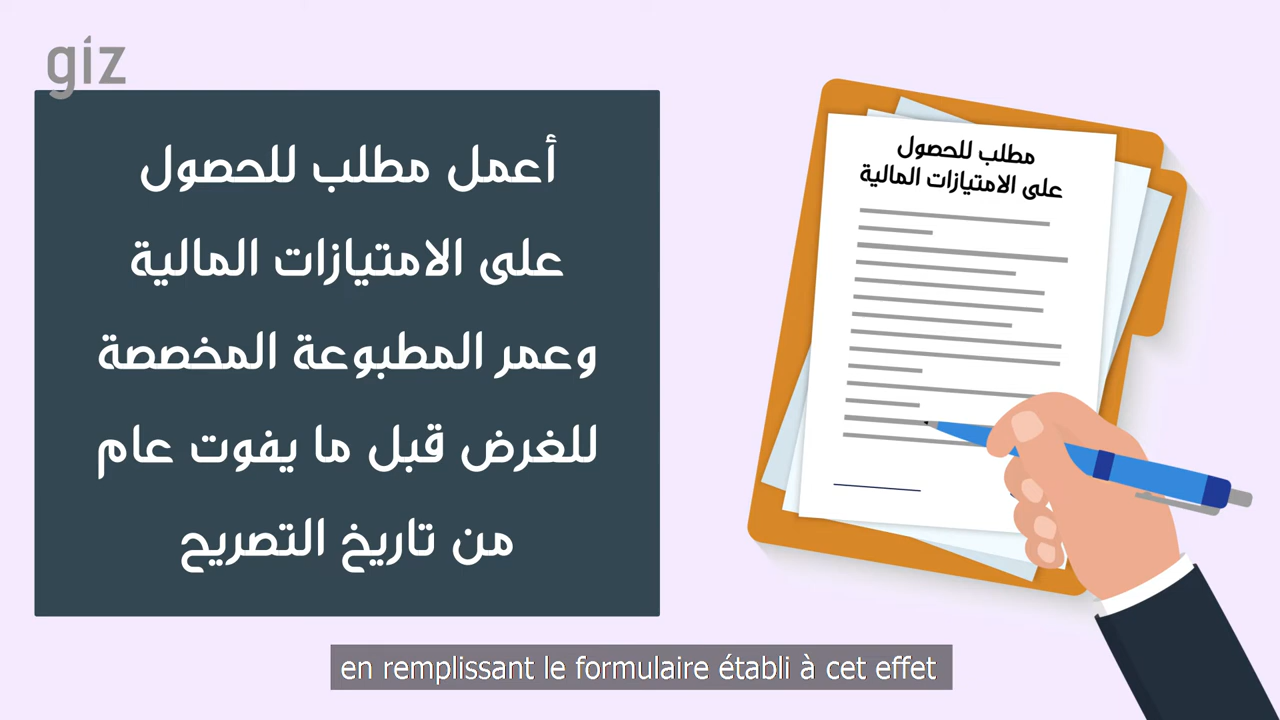 giz
أعمل مطلب للحصول
على الامتيازات المالية
وعمر المطبوعة المخصصة
للغرض قبل ما يفوت عام
من تاريخ التصريح
مطلب للحصول
على الامتيازات المالية
en remplissant le formulaire établi à cet effet